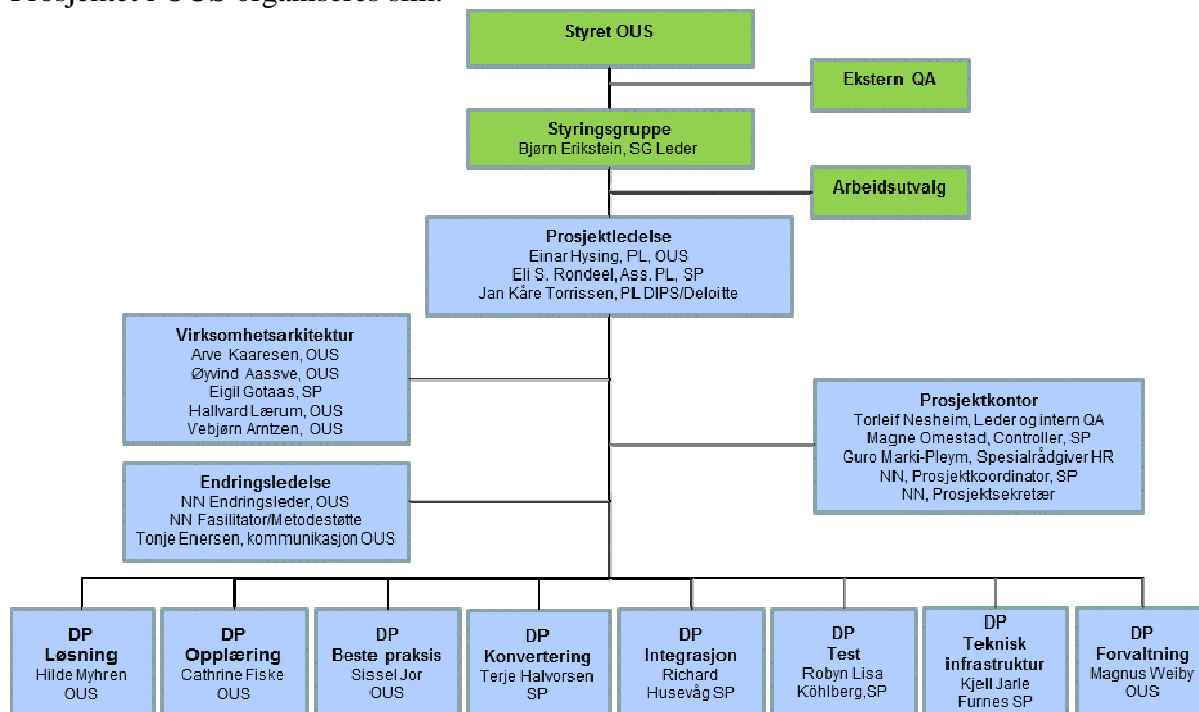 Prosjektet i OUS organiseres slik:
Styret OUS
Ekstern QA
Styringsgruppe
Bjørn Erikstein, SG Leder
Arbeidsutvalg
Prosjektledelse
Einar Hysing, PL, OUS
Eli S. Rondeel, Ass. PL, SP
Jan Kåre Torrissen, PL DIPS/Deloitte
Virksomhetsarkitektur
Arve Kaaresen, OUS
Øyvind Aassve, OUS
Eigil Gotaas, SP
Hallvard Lærum, OUS
Vebjørn Arntzen, OUS
Prosjektkontor
Torleif Nesheim, Leder og intern QA
Magne Omestad, Controller, SP
Guro Marki-Pleym, Spesialrådgiver HR
NN, Prosjektkoordinator, SP
NN, Prosjektsekretær
Endringsledelse
NN Endringsleder, OUS
NN Fasilitator/Metodestøtte
Tonje Enersen, kommunikasjon OUS
DP
Løsning
Hilde Myhren
OUS
DP
Opplæring
Cathrine Fiske
OUS
DP
Beste praksis
Sissel Jor
OUS
DP
Konvertering
Terje Halvorsen
SP
DP
Integrasjon
Richard
Husevåg SP
DP
Test
Robyn Lisa
Köhlberg,SP
DP
Teknisk
infrastruktur
Kjell Jarle
Furnes SP
DP
Forvaltning
Magnus Weiby
OUS